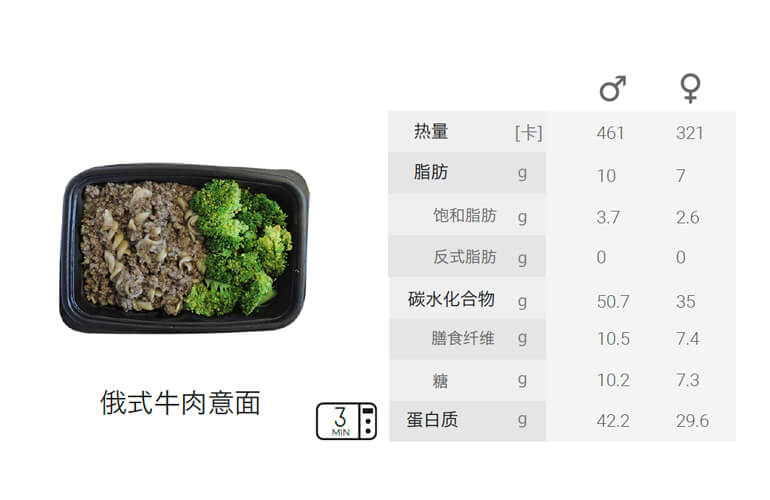 ♂ ♀
热量 [卡] 461 321
脂肪 g 10 7
饱和脂肪 g 3.7 2.6
反式脂肪 g 0 0
碳水化合物 g 50.7 35
膳食纤维 g 10.5 7.4
糖 g 10.2 7.3
蛋白质 g 42.2 29.6
俄式牛肉意面
3
MIN